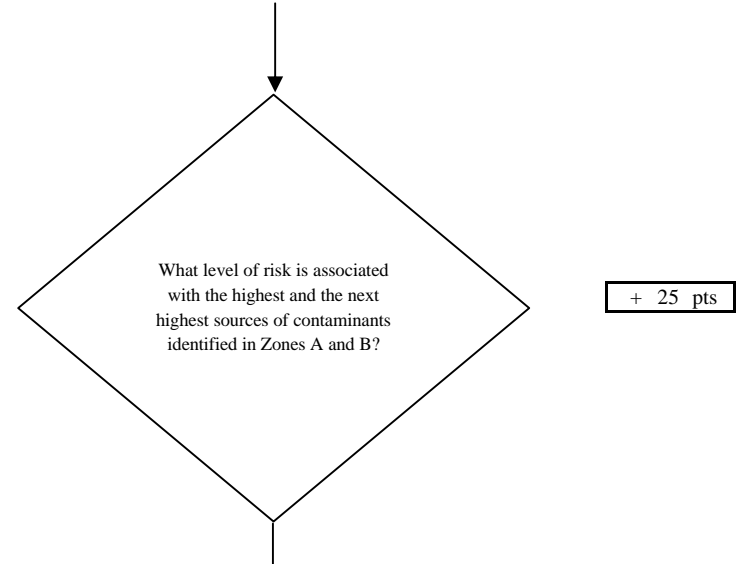 What level of risk is associated
with the highest and the next
highest sources of contaminants
identified in Zones A and B?
+ 25 pts